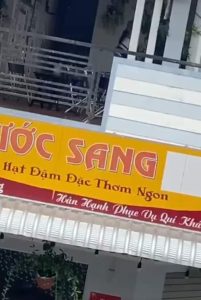 ƯỚC SANG
Hạt Đậm Đặc Thơm Ngon
Hân Hạnh Phục Vụ Quí